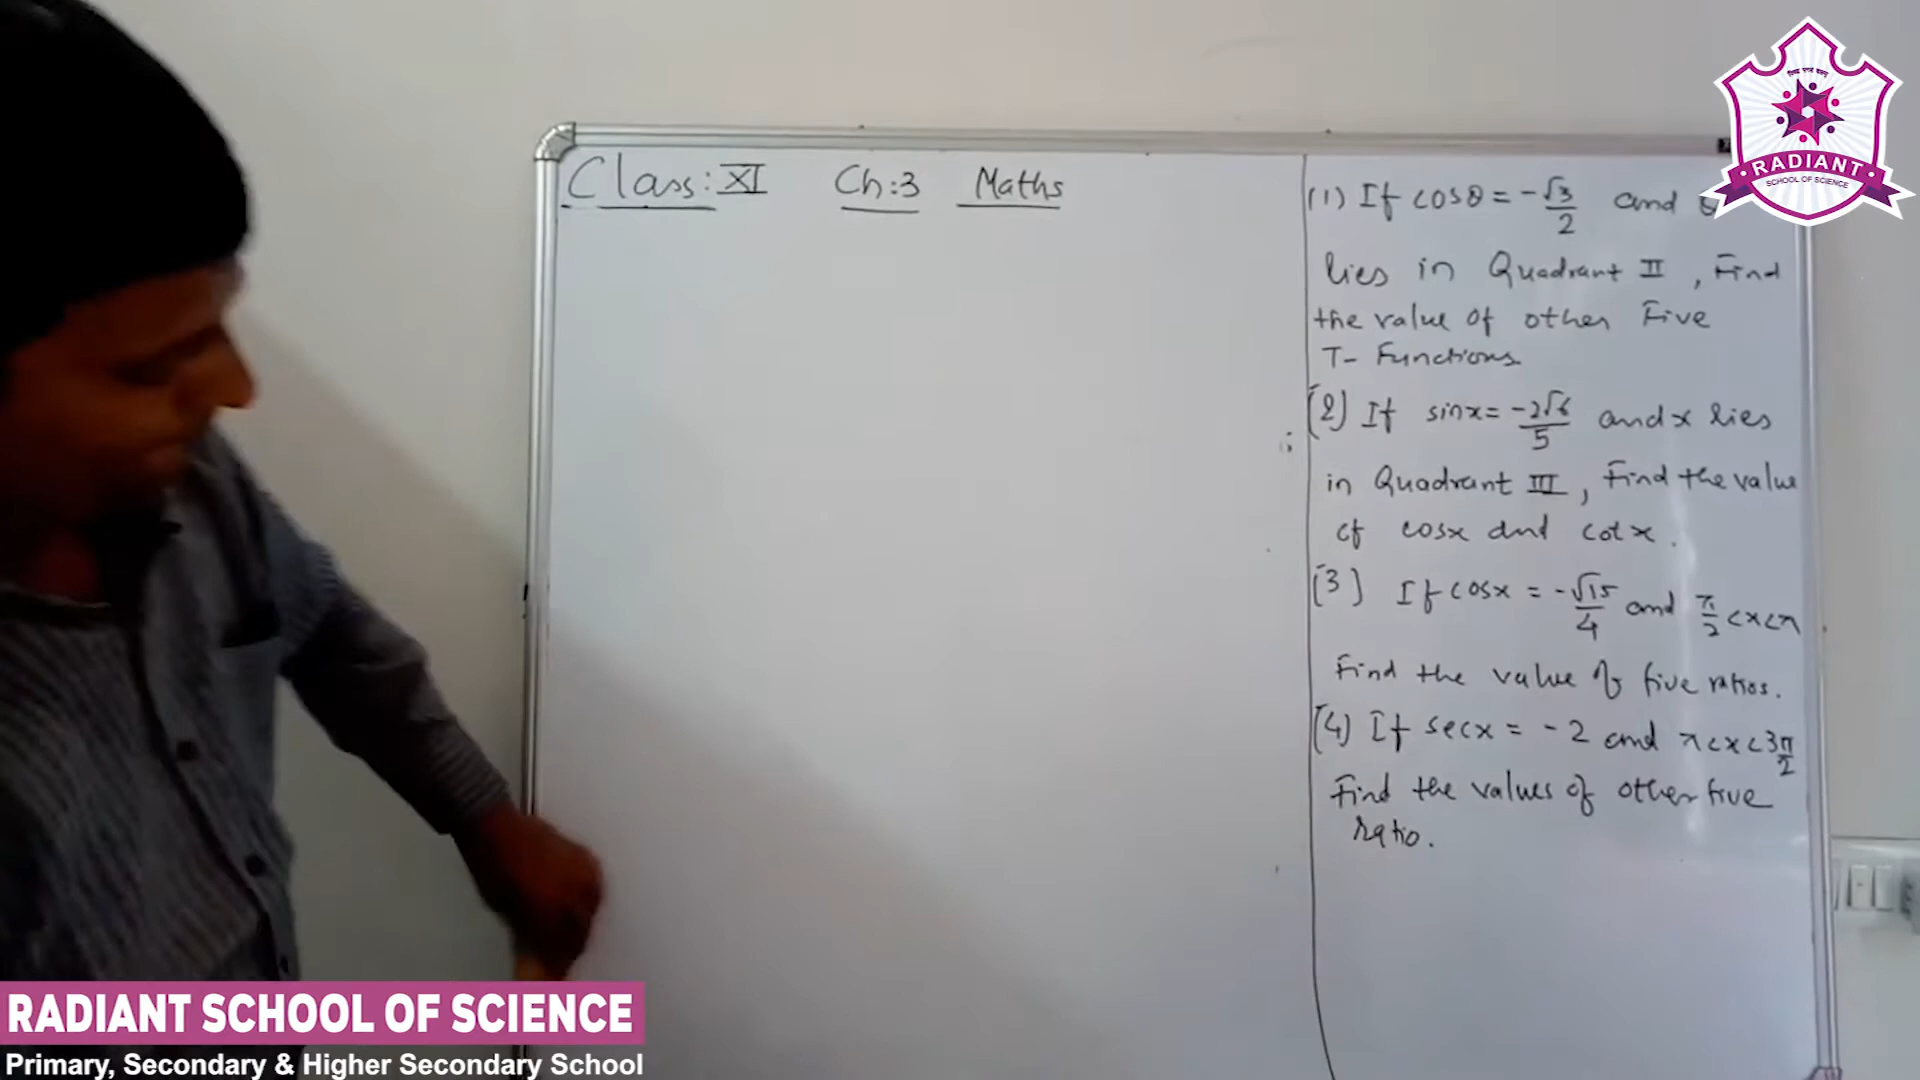 Class: XI Ch:3 Maths
(1) If cosθ = -√3/2 and θ
lies in Quadrant II, Find
the value of other Five
T- Functions.
(2) If sinx = -2√6/5 and x lies
in Quadrant III, Find the value
of cosx and cotx.
(3) If cosx = -√15/4 and π/2 < x < π
Find the value of five ratios.
(4) If secx = -2 and π < x < 3π/2
Find the values of other five
ratio.
RADIANT
SCHOOL OF SCIENCE
RADIANT SCHOOL OF SCIENCE
Primary, Secondary & Higher Secondary School